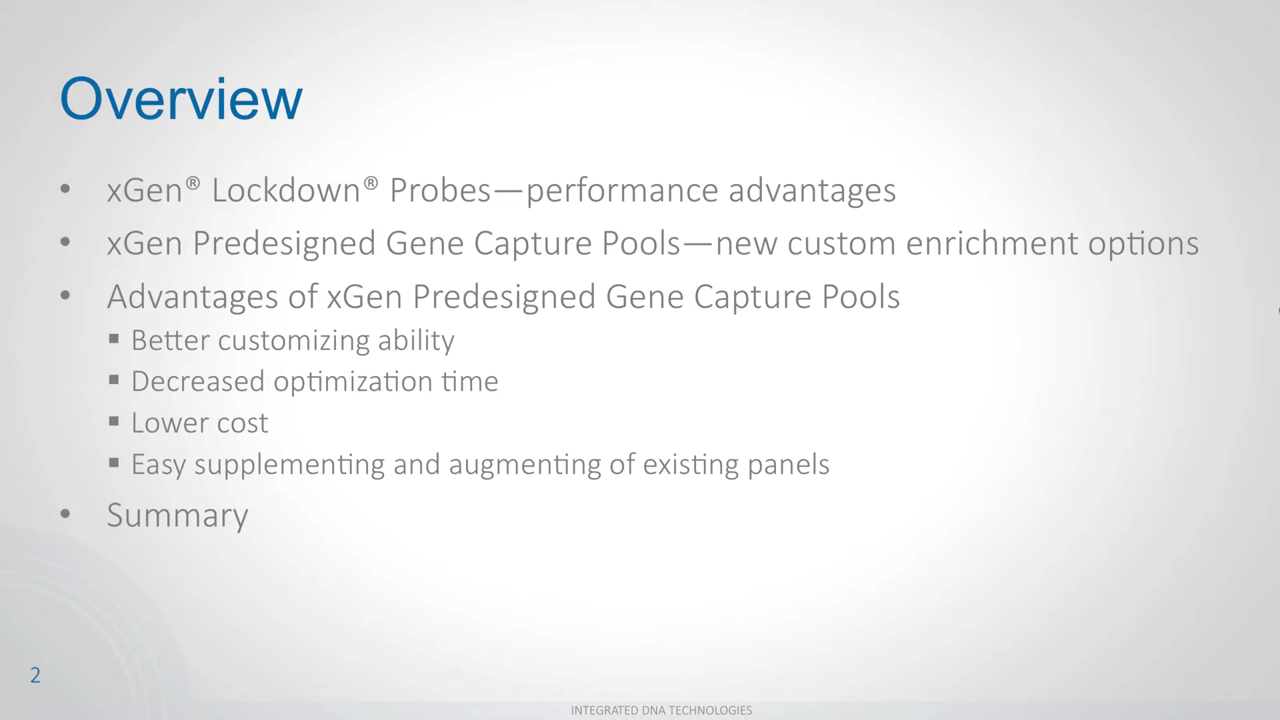 Overview
• xGen® Lockdown® Probes—performance advantages
• xGen Predesigned Gene Capture Pools—new custom enrichment options
• Advantages of xGen Predesigned Gene Capture Pools
▪ Better customizing ability
▪ Decreased optimization time
▪ Lower cost
▪ Easy supplementing and augmenting of existing panels
• Summary
2
INTEGRATED DNA TECHNOLOGIES